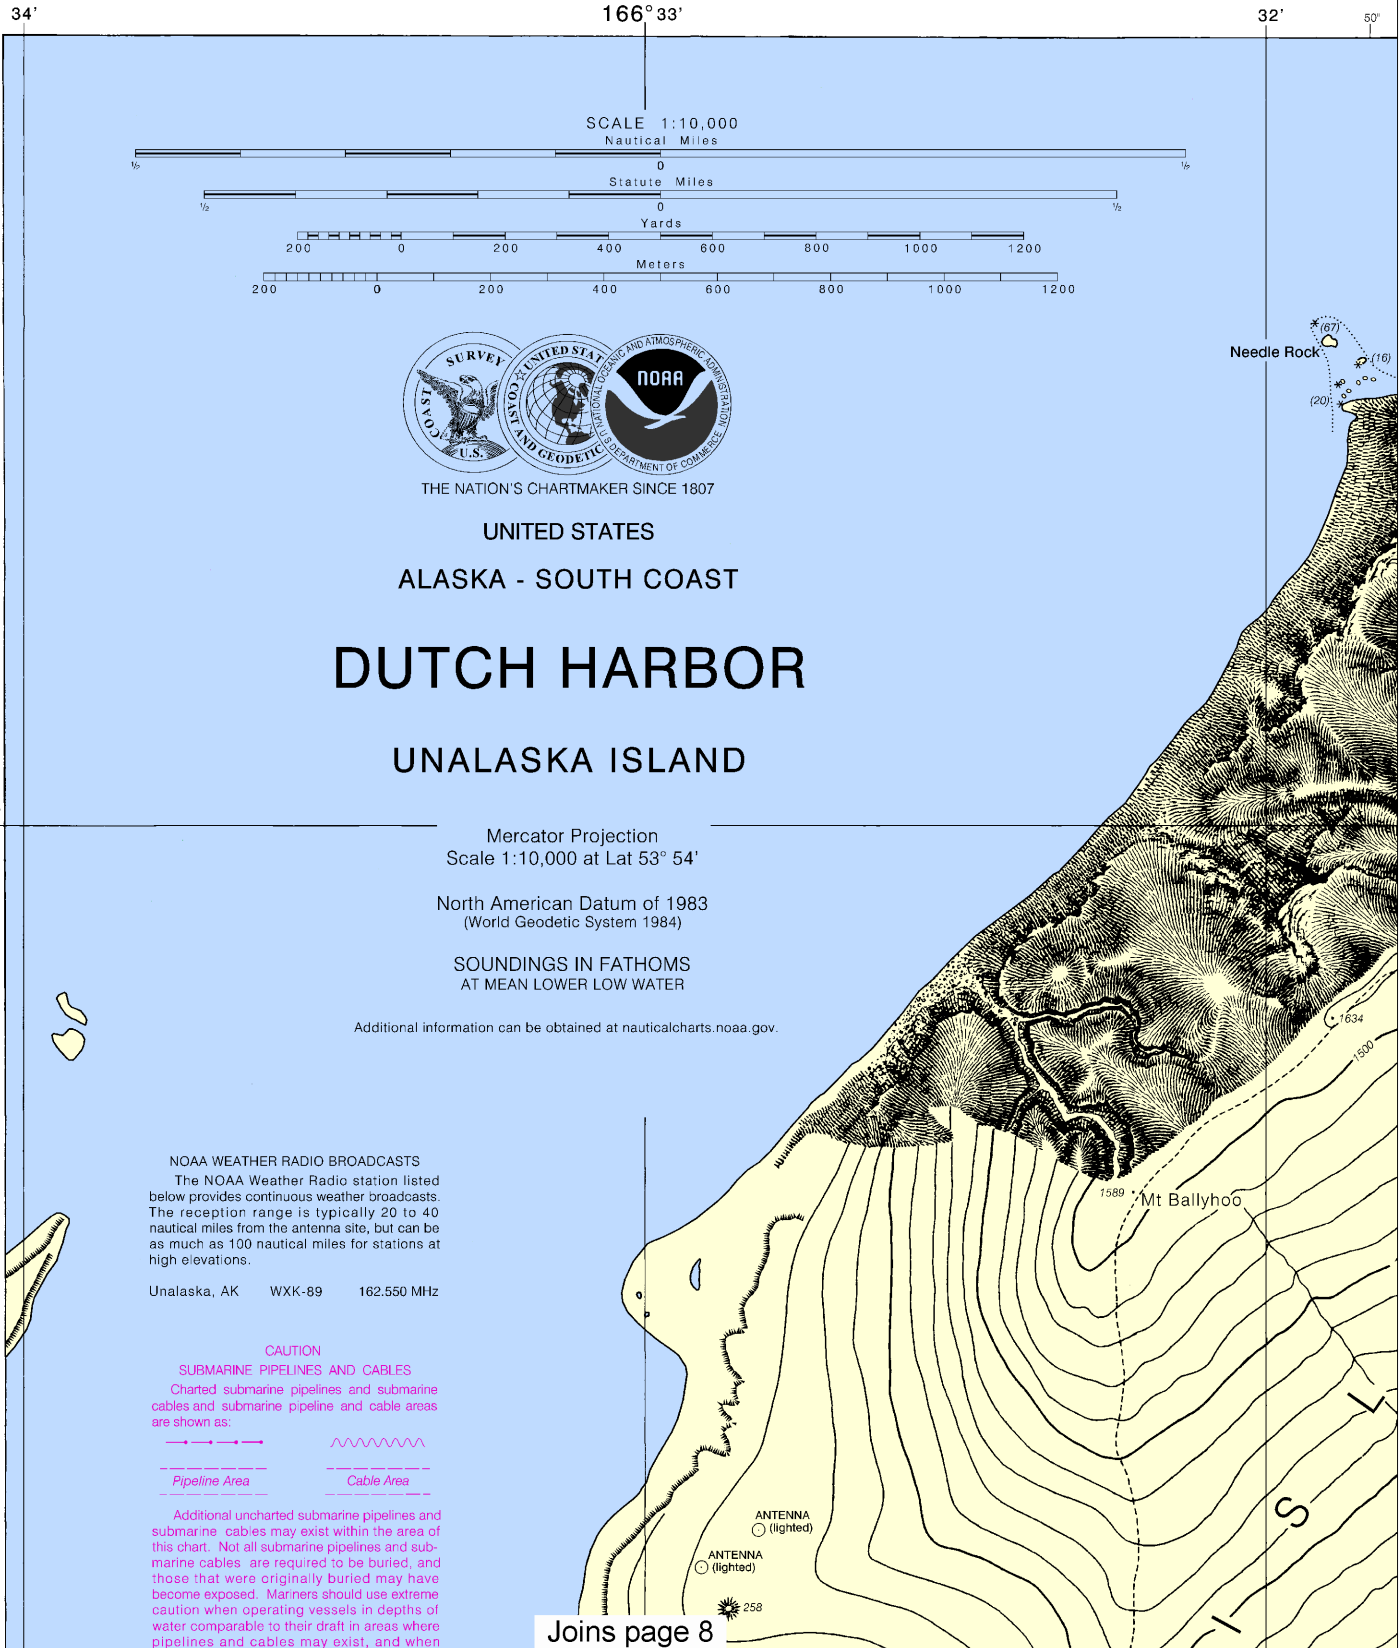 34'
166° 33'
32'
50"
SCALE 1:10,000
Nautical Miles
½ 0 ½
Statute Miles
½ 0 ½
Yards
200 0 200 400 600 800 1000 1200
Meters
200 0 200 400 600 800 1000 1200
(67)
Needle Rock
(16)
(20)
COAST SURVEY U.S.
UNITED STAT
COAST AND GEODETIC
NATIONAL OCEANIC AND ATMOSPHERIC ADMINISTRATION
U S DEPARTMENT OF COMMERCE
NOAA
THE NATION'S CHARTMAKER SINCE 1807
UNITED STATES
ALASKA - SOUTH COAST
DUTCH HARBOR
UNALASKA ISLAND
Mercator Projection
Scale 1:10,000 at Lat 53° 54'
North American Datum of 1983
(World Geodetic System 1984)
SOUNDINGS IN FATHOMS
AT MEAN LOWER LOW WATER
Additional information can be obtained at nauticalcharts.noaa.gov.
1634
1500
1589
Mt Ballyhoo
NOAA WEATHER RADIO BROADCASTS
The NOAA Weather Radio station listed
below provides continuous weather broadcasts.
The reception range is typically 20 to 40
nautical miles from the antenna site, but can be
as much as 100 nautical miles for stations at
high elevations.
Unalaska, AK WXK-89 162.550 MHz
CAUTION
SUBMARINE PIPELINES AND CABLES
Charted submarine pipelines and submarine
cables and submarine pipeline and cable areas
are shown as:
Pipeline Area Cable Area
Additional uncharted submarine pipelines and
submarine cables may exist within the area of
this chart. Not all submarine pipelines and sub-
marine cables are required to be buried, and
those that were originally buried may have
become exposed. Mariners should use extreme
caution when operating vessels in depths of
water comparable to their draft in areas where
pipelines and cables may exist, and when
ANTENNA
(lighted)
ANTENNA
(lighted)
258
I S L
Joins page 8